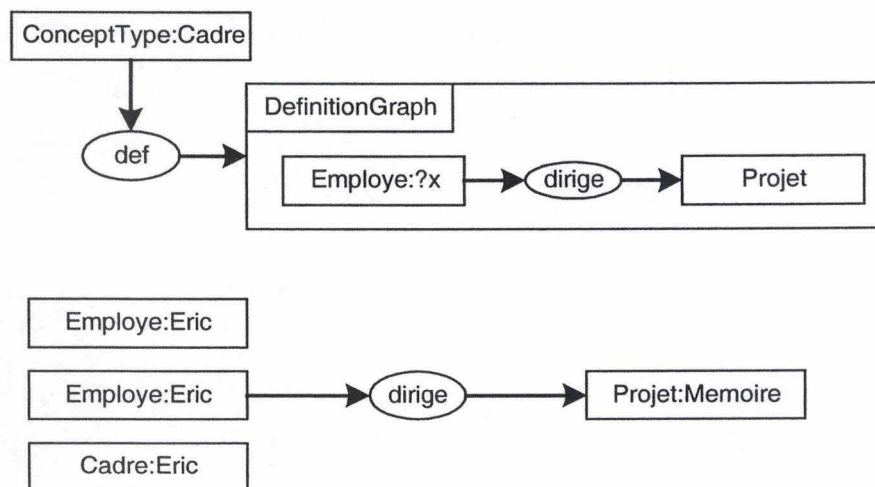 ConceptType:Cadre
DefinitionGraph
def
Employe:?x
dirige
Projet
Employe:Eric
Employe:Eric
dirige
Projet:Memoire
Cadre:Eric